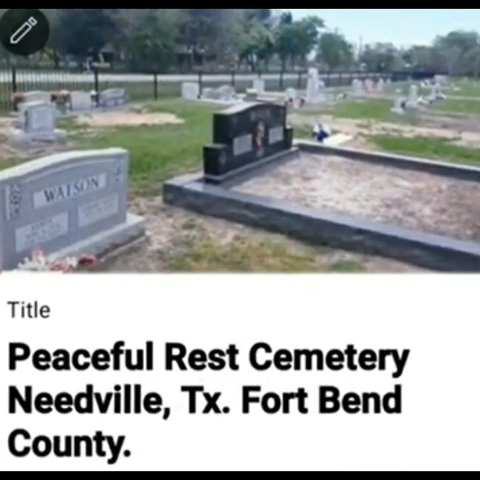 WATSON
Title
Peaceful Rest Cemetery
Needville, Tx. Fort Bend
County.